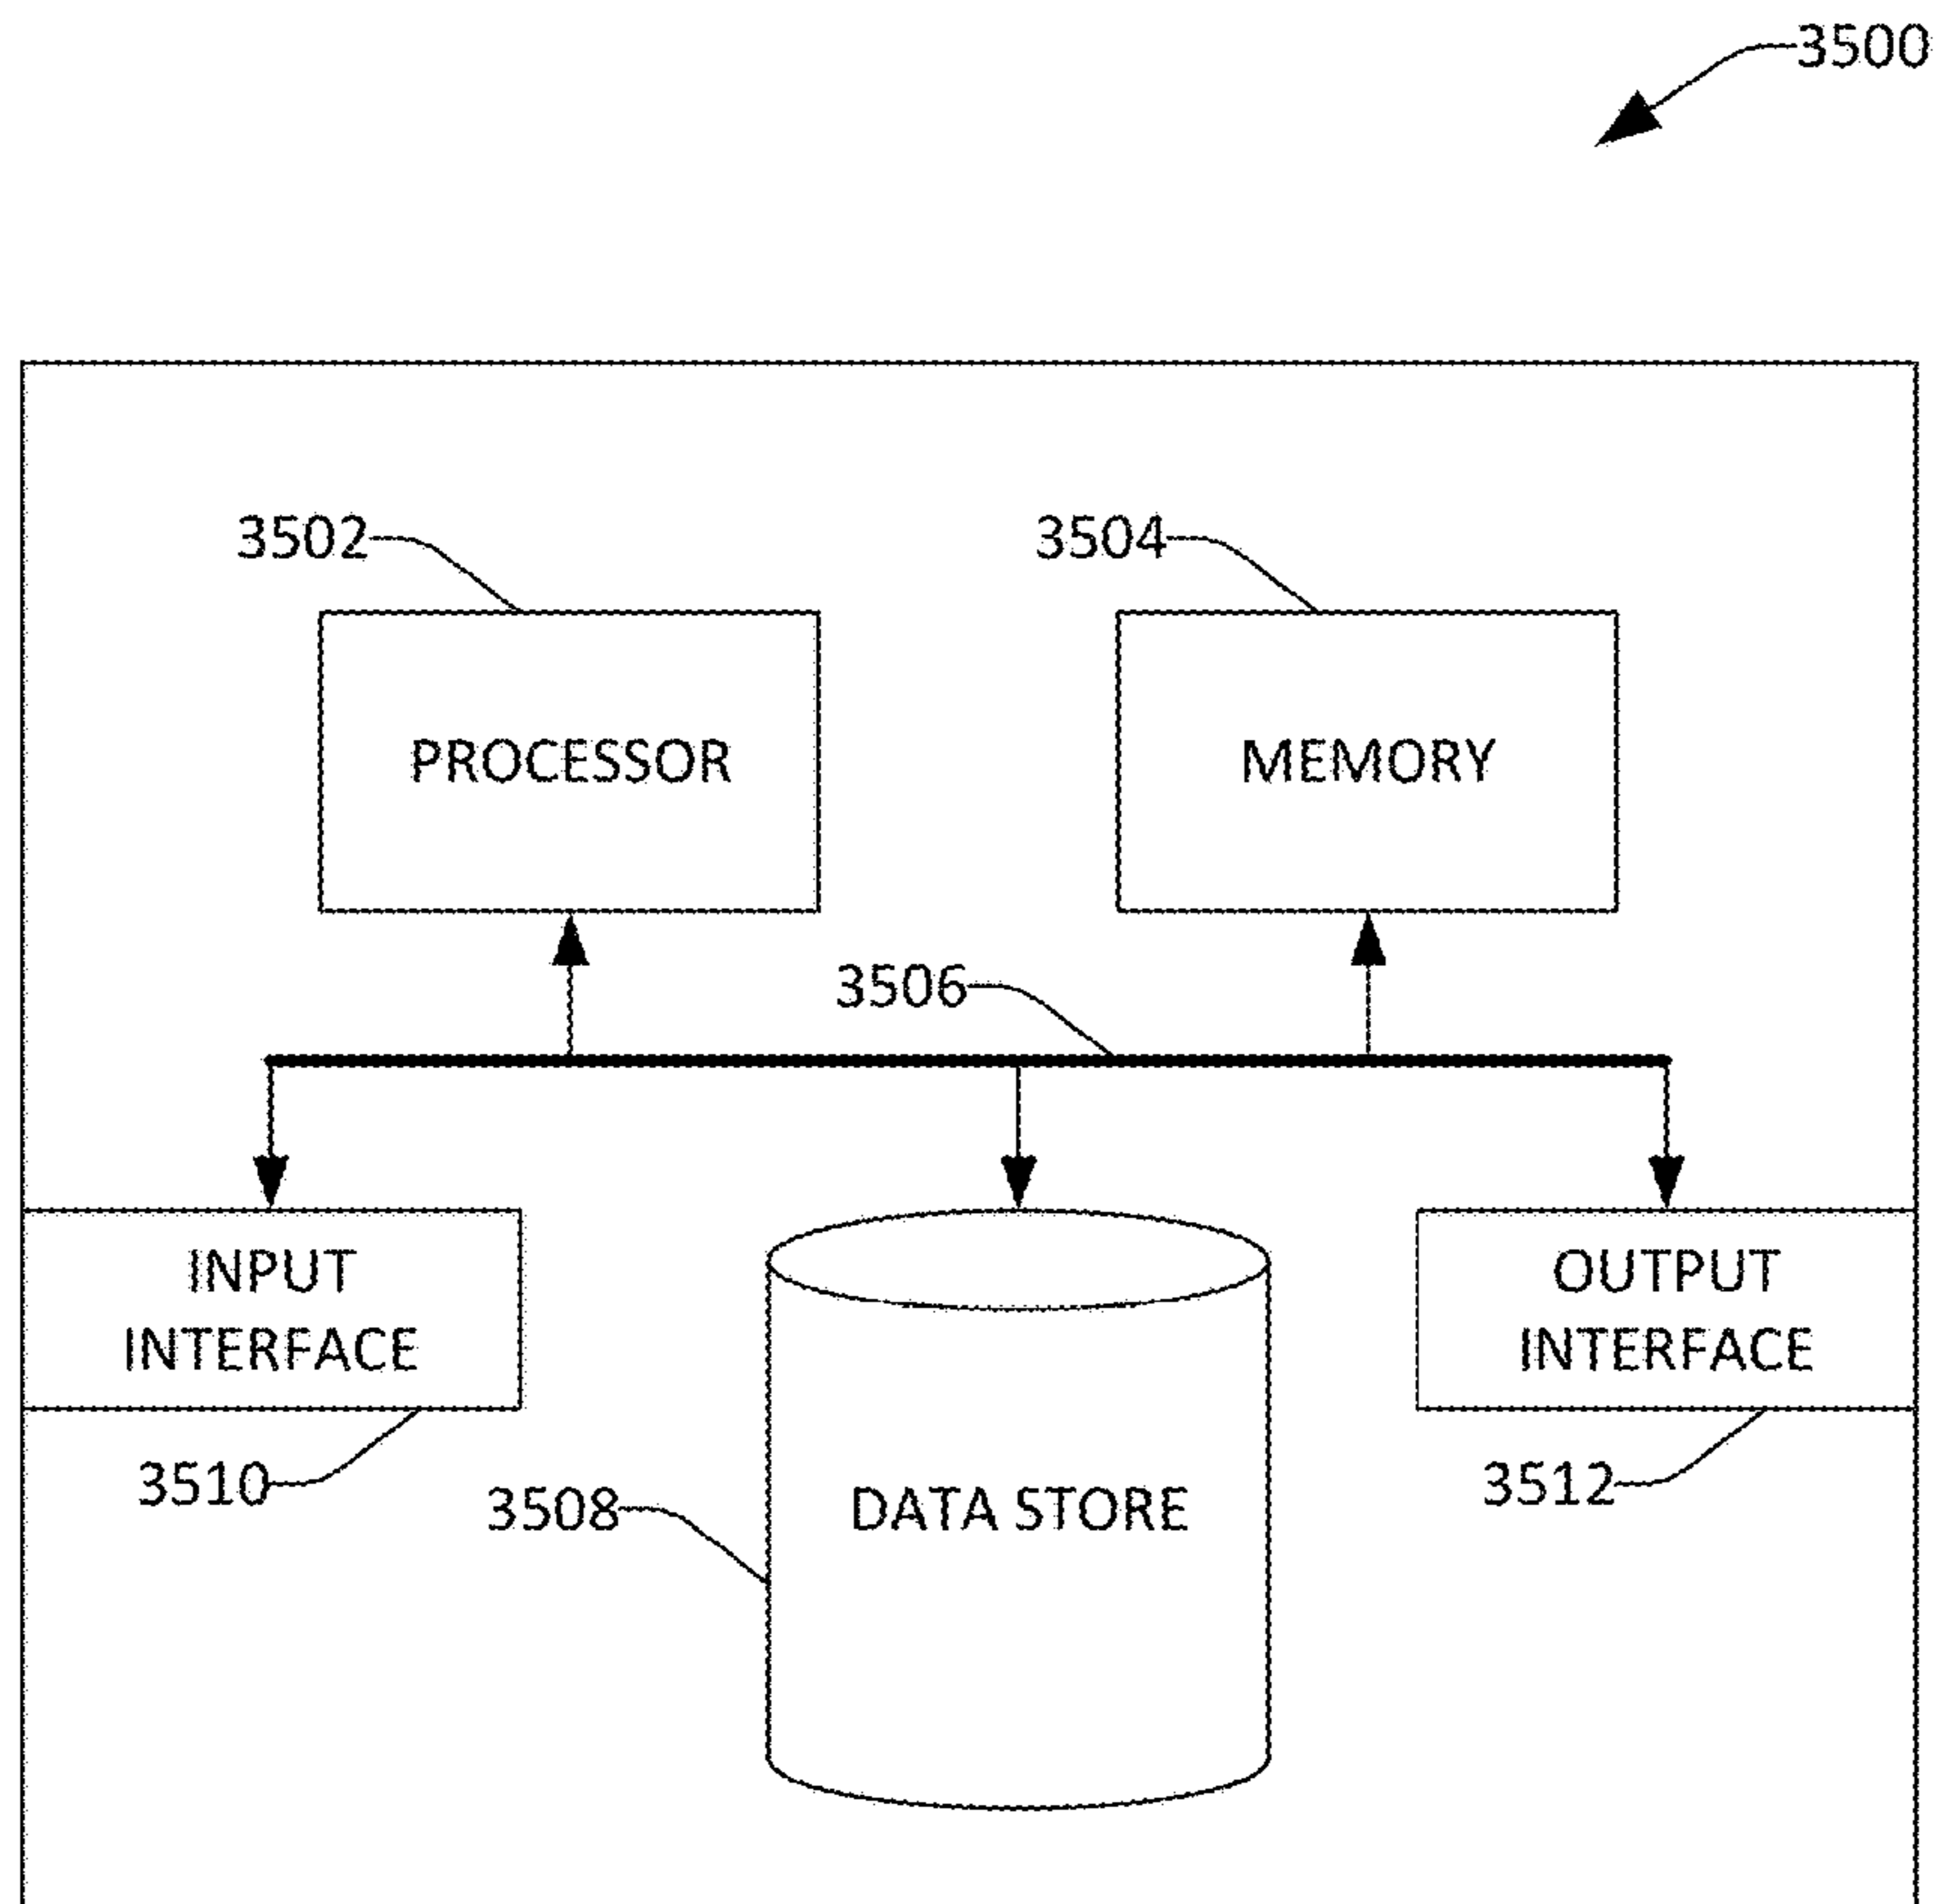 3500
3502
3504
PROCESSOR
MEMORY
3506
INPUT
INTERFACE
OUTPUT
INTERFACE
3510
3508
DATA STORE
3512